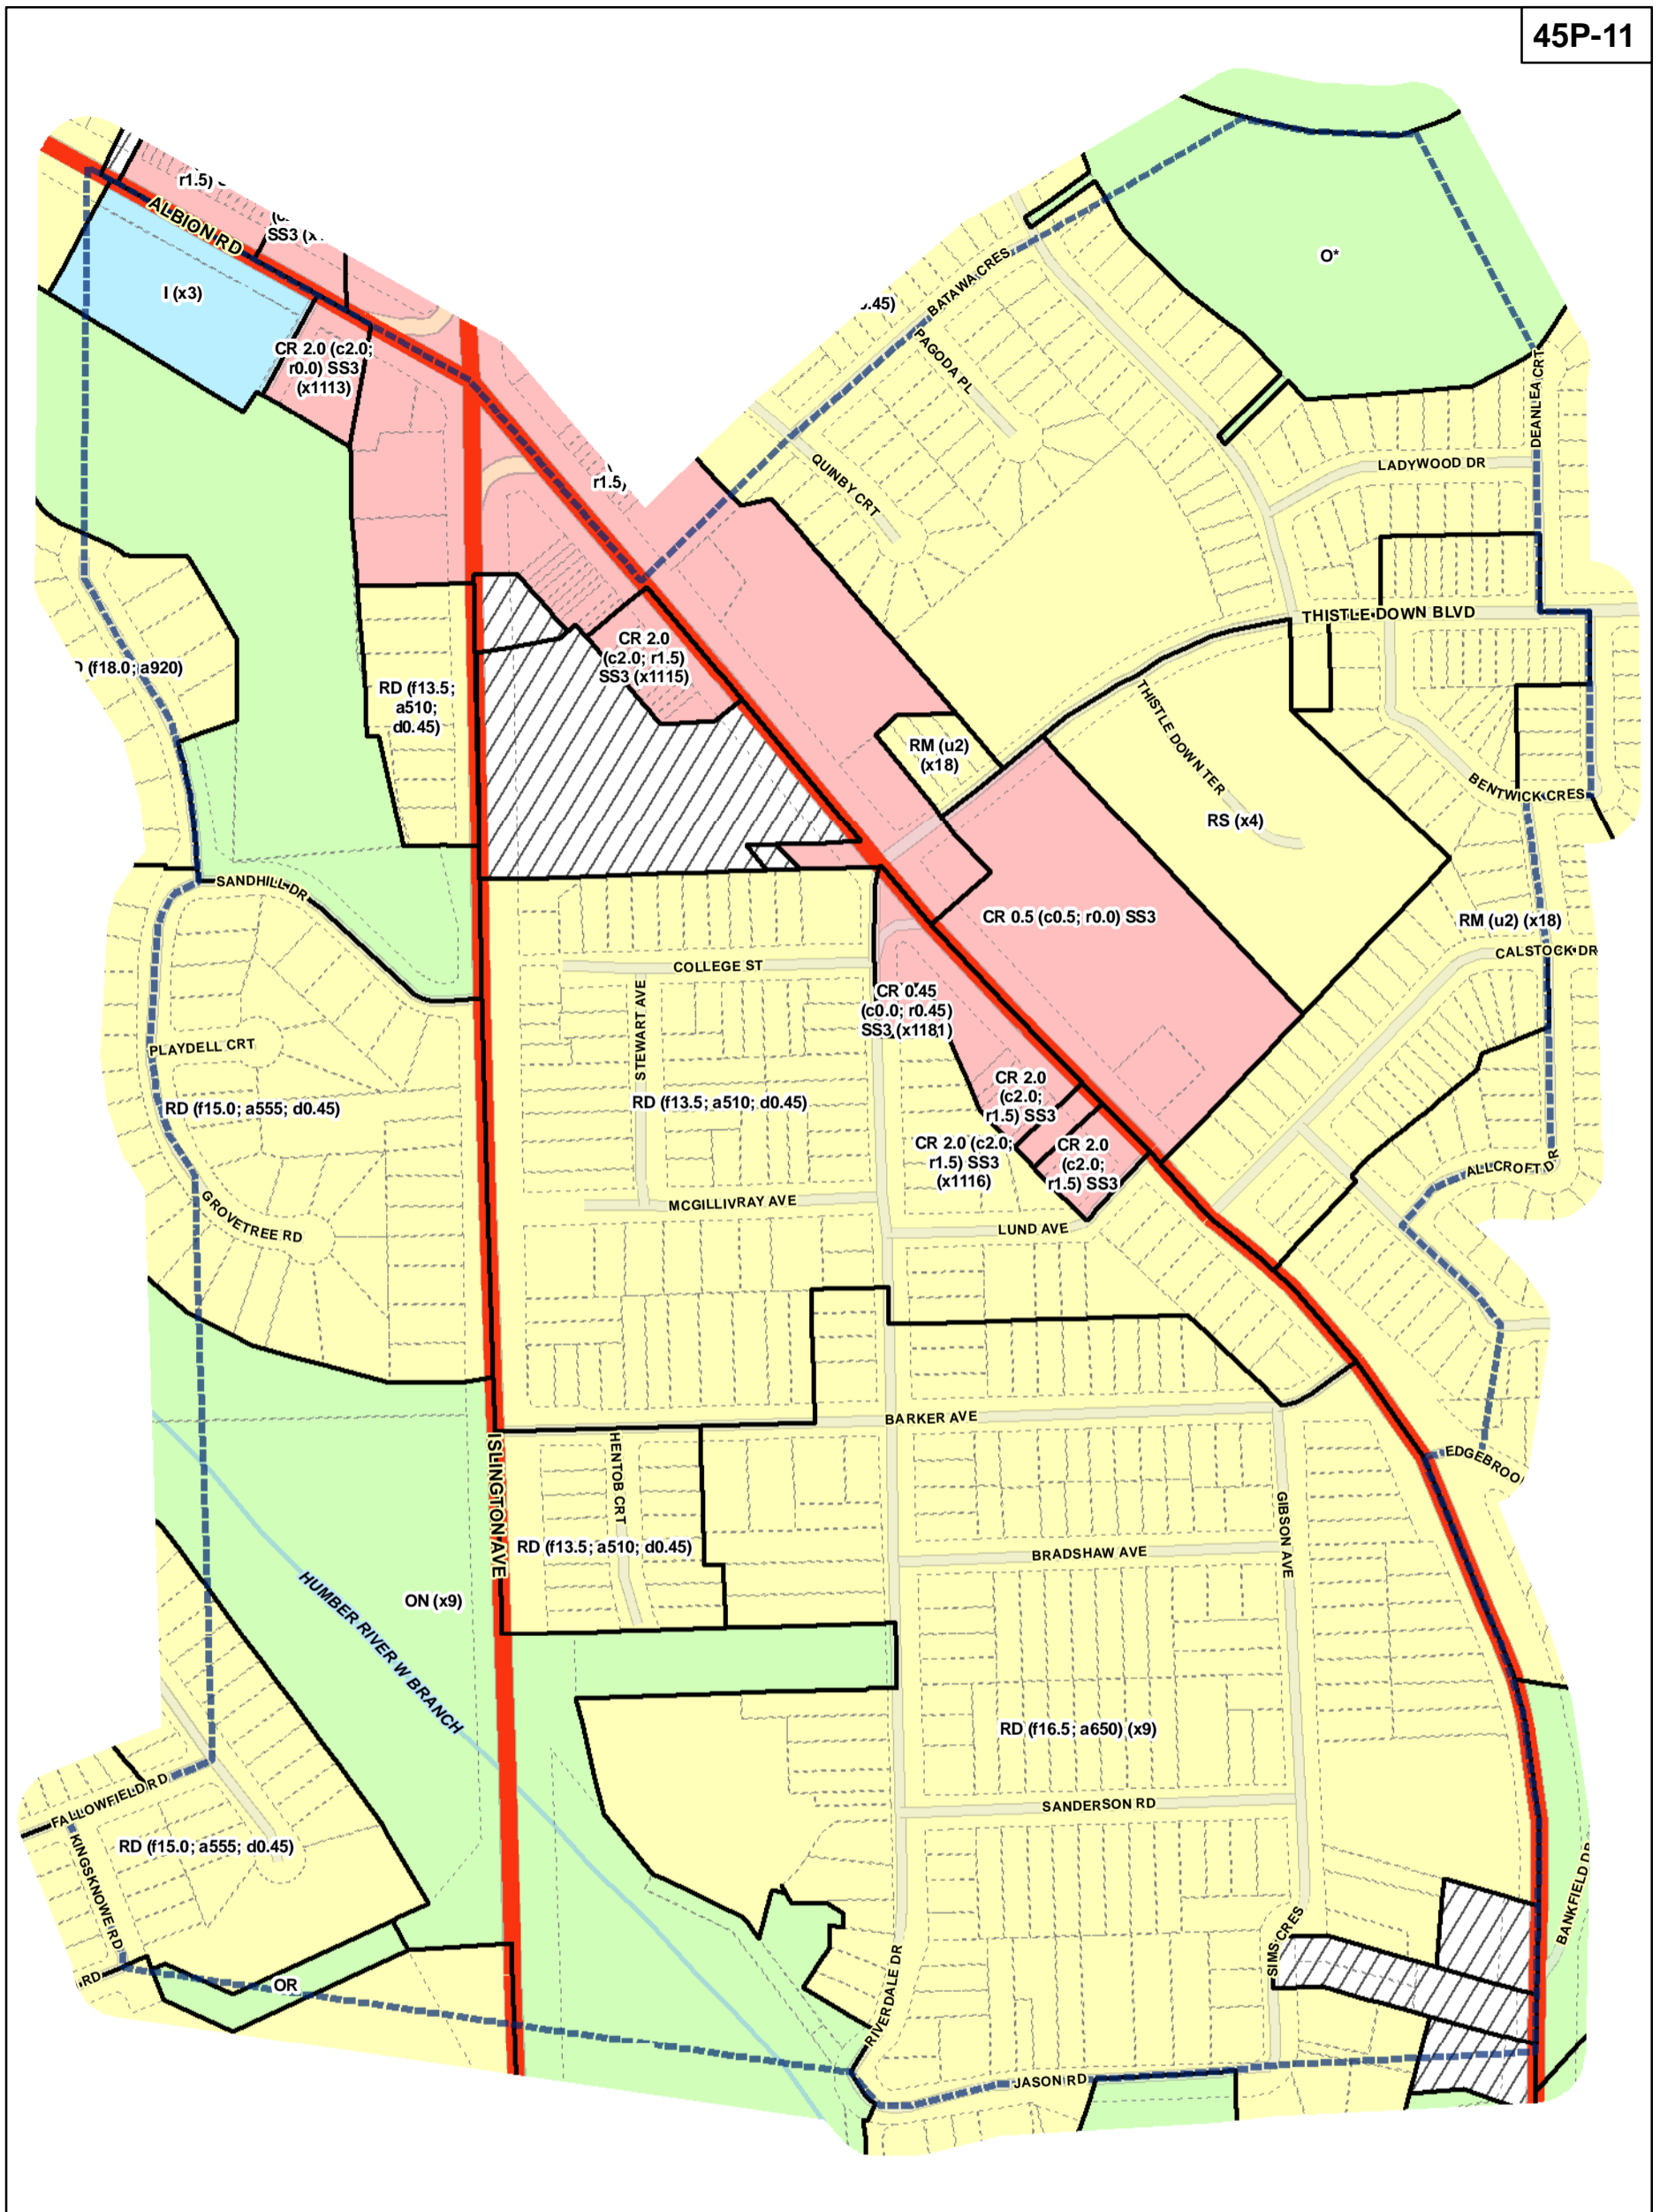 45P-11
r1.5)
SS3 (x
ALBION RD
I (x3)
CR 2.0 (c2.0;
r0.0) SS3
(x1113)
O*
.45)
BATAWA CRES
PAGODA PL
QUINBY CRT
DEANLEA CRT
LADYWOOD DR
r1.5)
THISTLE DOWN BLVD
(f18.0; a920)
RD (f13.5;
a510;
d0.45)
CR 2.0
(c2.0; r1.5)
SS3 (x1115)
RM (u2)
(x18)
THISTLE DOWN TER
RS (x4)
BENTWICK CRES
SANDHILL DR
CR 0.5 (c0.5; r0.0) SS3
RM (u2) (x18)
CALSTOCK DR
COLLEGE ST
STEWART AVE
CR 0.45
(c0.0; r0.45)
SS3 (x1181)
PLAYDELL CRT
RD (f15.0; a555; d0.45)
RD (f13.5; a510; d0.45)
CR 2.0
(c2.0;
r1.5) SS3
CR 2.0 (c2.0;
r1.5) SS3
(x1116)
CR 2.0
(c2.0;
r1.5) SS3
ALLCROFT DR
GROVETREE RD
MCGILLIVRAY AVE
LUND AVE
BARKER AVE
ISLINGTON AVE
HENTOB CRT
EDGEBROO
GIBSON AVE
RD (f13.5; a510; d0.45)
BRADSHAW AVE
ON (x9)
HUMBER RIVER W BRANCH
RD (f16.5; a650) (x9)
FALLOWFIELD RD
SANDERSON RD
RD (f15.0; a555; d0.45)
KINGSKNOWE RD
BANKFIELD DR
SIMS CRES
RIVERDALE DR
RD
OR
JASON RD